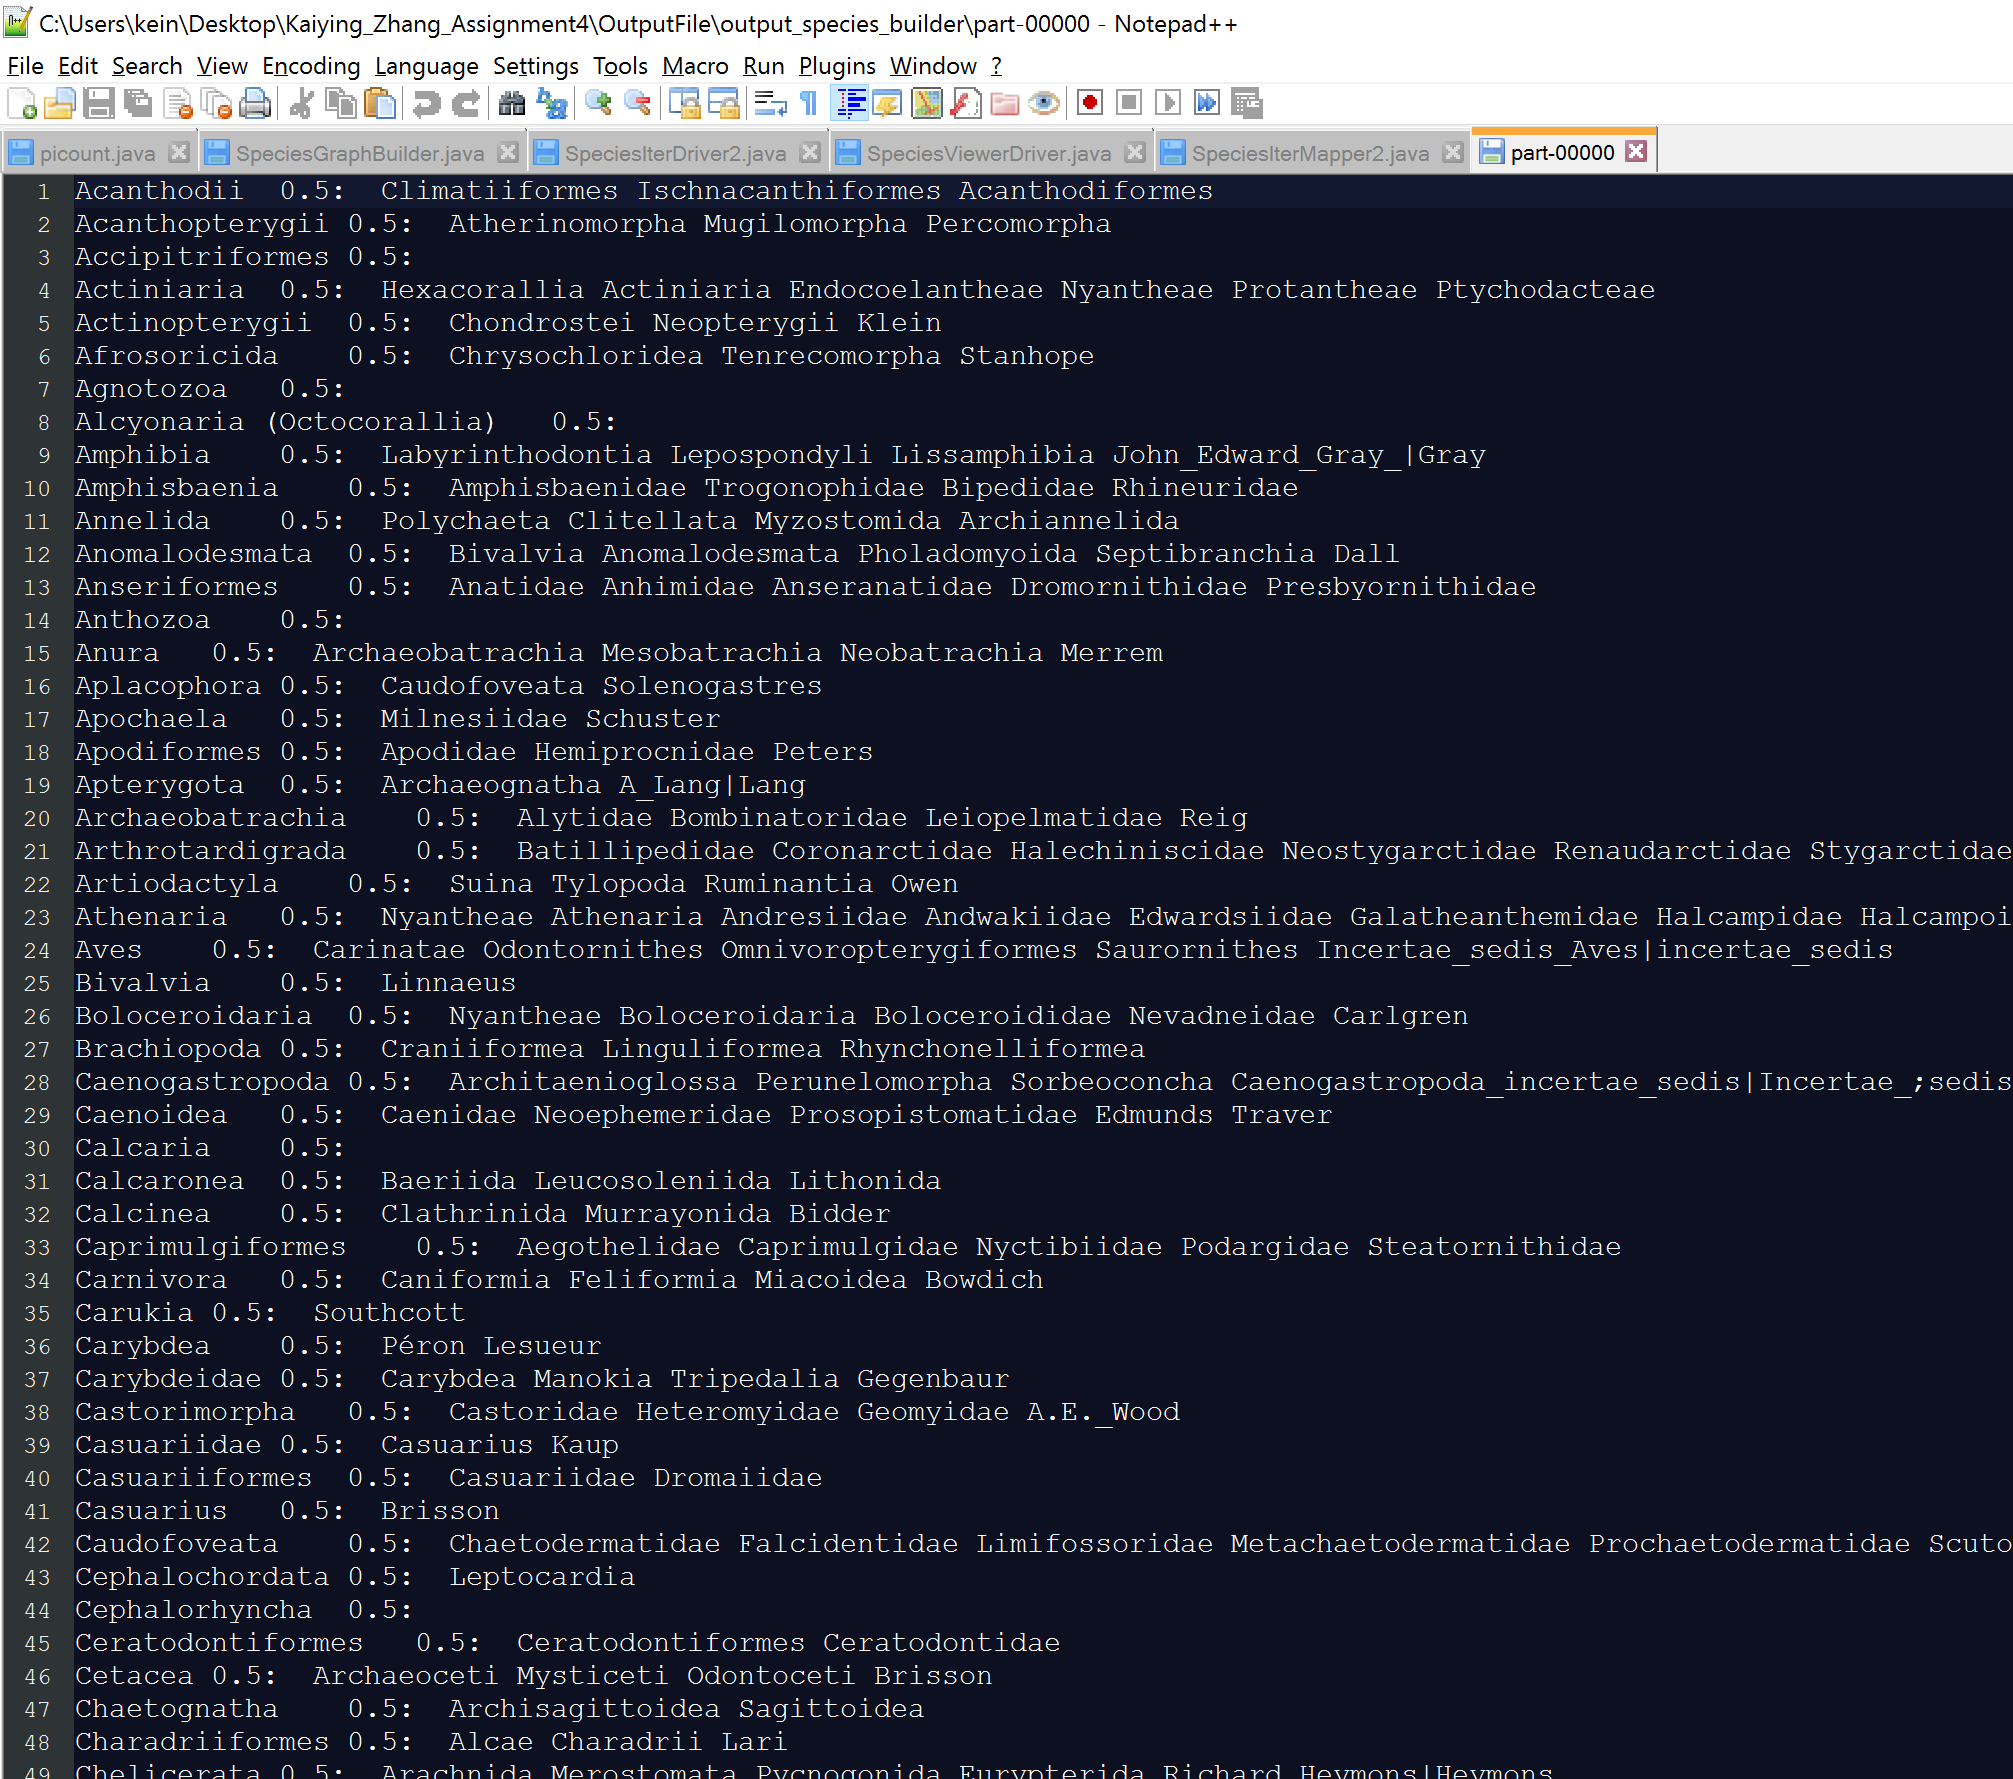 C:\Users\kein\Desktop\Kaiying_Zhang_Assignment4\OutputFile\output_species_builder\part-00000 - Notepad++
File Edit Search View Encoding Language Settings Tools Macro Run Plugins Window ?
picount.java SpeciesGraphBuilder.java SpeciesIterDriver2.java SpeciesViewerDriver.java SpeciesIterMapper2.java part-00000
1 Acanthodii 0.5: Climatiiformes Ischnacanthiformes Acanthodiformes
2 Acanthopterygii 0.5: Atherinomorpha Mugilomorpha Percomorpha
3 Accipitriformes 0.5:
4 Actiniaria 0.5: Hexacorallia Actiniaria Endocoelantheae Nyantheae Protantheae Ptychodacteae
5 Actinopterygii 0.5: Chondrostei Neopterygii Klein
6 Afrosoricida 0.5: Chrysochloridea Tenrecomorpha Stanhope
7 Agnotozoa 0.5:
8 Alcyonaria (Octocorallia) 0.5:
9 Amphibia 0.5: Labyrinthodontia Lepospondyli Lissamphibia John_Edward_Gray_|Gray
10 Amphisbaenia 0.5: Amphisbaenidae Trogonophidae Bipedidae Rhineuridae
11 Annelida 0.5: Polychaeta Clitellata Myzostomida Archiannelida
12 Anomalodesmata 0.5: Bivalvia Anomalodesmata Pholadomyoida Septibranchia Dall
13 Anseriformes 0.5: Anatidae Anhimidae Anseranatidae Dromornithidae Presbyornithidae
14 Anthozoa 0.5:
15 Anura 0.5: Archaeobatrachia Mesobatrachia Neobatrachia Merrem
16 Aplacophora 0.5: Caudofoveata Solenogastres
17 Apochaela 0.5: Milnesiidae Schuster
18 Apodiformes 0.5: Apodidae Hemiprocnidae Peters
19 Apterygota 0.5: Archaeognatha A_Lang|Lang
20 Archaeobatrachia 0.5: Alytidae Bombinatoridae Leiopelmatidae Reig
21 Arthrotardigrada 0.5: Batillipedidae Coronarctidae Halechiniscidae Neostygarctidae Renaudarctidae Stygarctidae
22 Artiodactyla 0.5: Suina Tylopoda Ruminantia Owen
23 Athenaria 0.5: Nyantheae Athenaria Andresiidae Andwakiidae Edwardsiidae Galatheanthemidae Halcampidae Halcampoi
24 Aves 0.5: Carinatae Odontornithes Omnivoropterygiformes Saurornithes Incertae_sedis_Aves|incertae_sedis
25 Bivalvia 0.5: Linnaeus
26 Boloceroidaria 0.5: Nyantheae Boloceroidaria Boloceroididae Nevadneidae Carlgren
27 Brachiopoda 0.5: Craniiformea Linguliformea Rhynchonelliformea
28 Caenogastropoda 0.5: Architaenioglossa Perunelomorpha Sorbeoconcha Caenogastropoda_incertae_sedis|Incertae_;sedis
29 Caenoidea 0.5: Caenidae Neoephemeridae Prosopistomatidae Edmunds Traver
30 Calcaria 0.5:
31 Calcaronea 0.5: Baeriida Leucosoleniida Lithonida
32 Calcinea 0.5: Clathrinida Murrayonida Bidder
33 Caprimulgiformes 0.5: Aegothelidae Caprimulgidae Nyctibiidae Podargidae Steatornithidae
34 Carnivora 0.5: Caniformia Feliformia Miacoidea Bowdich
35 Carukia 0.5: Southcott
36 Carybdea 0.5: Péron Lesueur
37 Carybdeidae 0.5: Carybdea Manokia Tripedalia Gegenbaur
38 Castorimorpha 0.5: Castoridae Heteromyidae Geomyidae A.E._Wood
39 Casuariidae 0.5: Casuarius Kaup
40 Casuariiformes 0.5: Casuariidae Dromaiidae
41 Casuarius 0.5: Brisson
42 Caudofoveata 0.5: Chaetodermatidae Falcidentidae Limifossoridae Metachaetodermatidae Prochaetodermatidae Scuto
43 Cephalochordata 0.5: Leptocardia
44 Cephalorhyncha 0.5:
45 Ceratodontiformes 0.5: Ceratodontiformes Ceratodontidae
46 Cetacea 0.5: Archaeoceti Mysticeti Odontoceti Brisson
47 Chaetognatha 0.5: Archisagittoidea Sagittoidea
48 Charadriiformes 0.5: Alcae Charadrii Lari
49 Chelicerata 0.5: Arachnida Merostomata Pycnogonida Eurypterida Richard_Heymons|Heymons